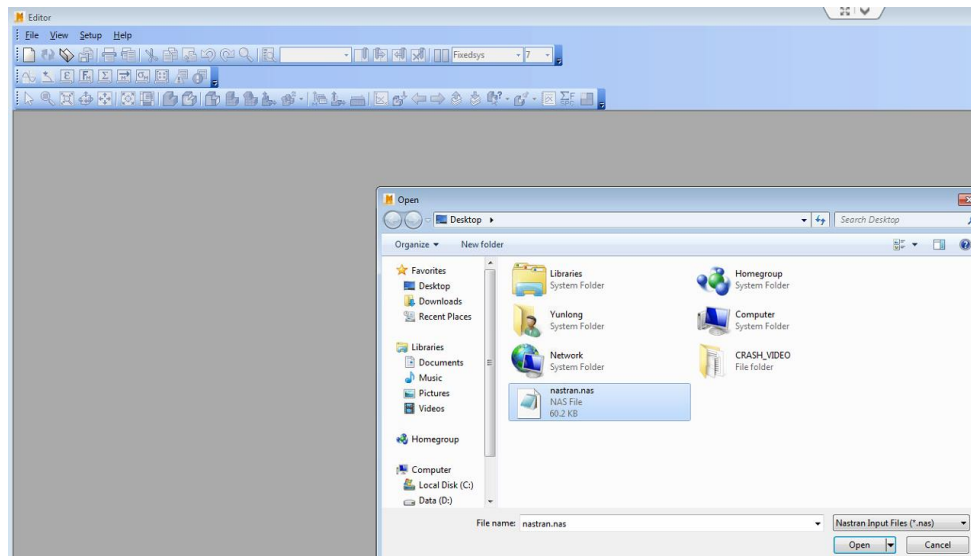 Editor
File View Setup Help
Fixedsys 7
Open
Desktop
Search Desktop
Organize New folder
Favorites
Desktop
Downloads
Recent Places
Libraries
Documents
Music
Pictures
Videos
Homegroup
Computer
Local Disk (C:)
Data (D:)
Libraries
System Folder
Homegroup
System Folder
Yunlong
System Folder
Computer
System Folder
Network
System Folder
CRASH_VIDEO
File folder
nastran.nas
NAS File
60.2 KB
File name: nastran.nas
Nastran Input Files (*.nas)
Open Cancel